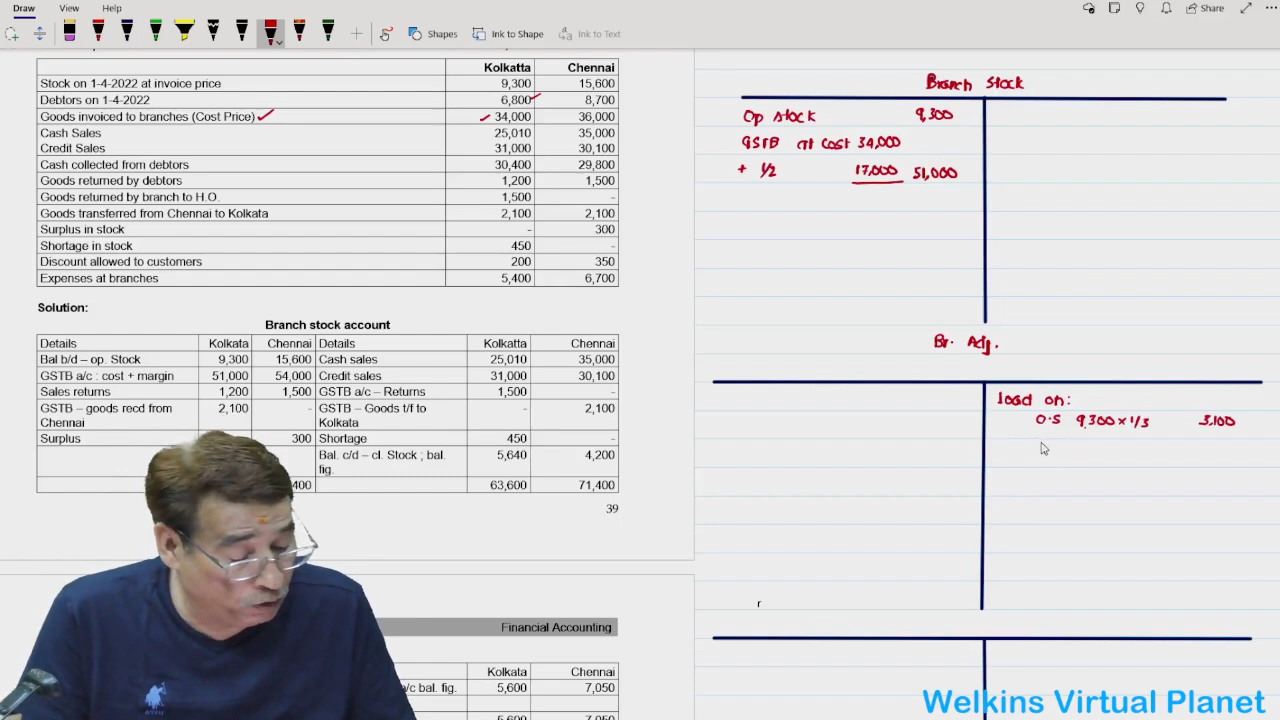 Draw View Help
Share
Shapes Ink to Shape Ink to Text
Kolkatta Chennai
Stock on 1-4-2022 at invoice price 9,300 15,600
Debtors on 1-4-2022 6,800 8,700
Goods invoiced to branches (Cost Price) 34,000 36,000
Cash Sales 25,010 35,000
Credit Sales 31,000 30,100
Cash collected from debtors 30,400 29,800
Goods returned by debtors 1,200 1,500
Goods returned by branch to H.O. 1,500 -
Goods transferred from Chennai to Kolkata 2,100 2,100
Surplus in stock - 300
Shortage in stock 450 -
Discount allowed to customers 200 350
Expenses at branches 5,400 6,700
Solution:
Branch stock account
Details Kolkata Chennai Details Kolkatta Chennai
Bal b/d – op. Stock 9,300 15,600 Cash sales 25,010 35,000
GSTB a/c : cost + margin 51,000 54,000 Credit sales 31,000 30,100
Sales returns 1,200 1,500 GSTB a/c – Returns 1,500 -
GSTB – goods recd from Chennai 2,100 - GSTB – Goods t/f to Kolkata - 2,100
Surplus 300 Shortage 450 -
Bal. c/d – cl. Stock ; bal. fig. 5,640 4,200
400 63,600 71,400
39
Financial Accounting
Kolkata Chennai
/c bal. fig. 5,600 7,050
5,600 7,050
Branch Stock
Op stock 9,300
GSTB at cost 34,000
+ 1/2 17,000 51,000
Br. Adj.
load on:
O.S 9,300 x 1/3 3,100
r
Welkins Virtual Planet